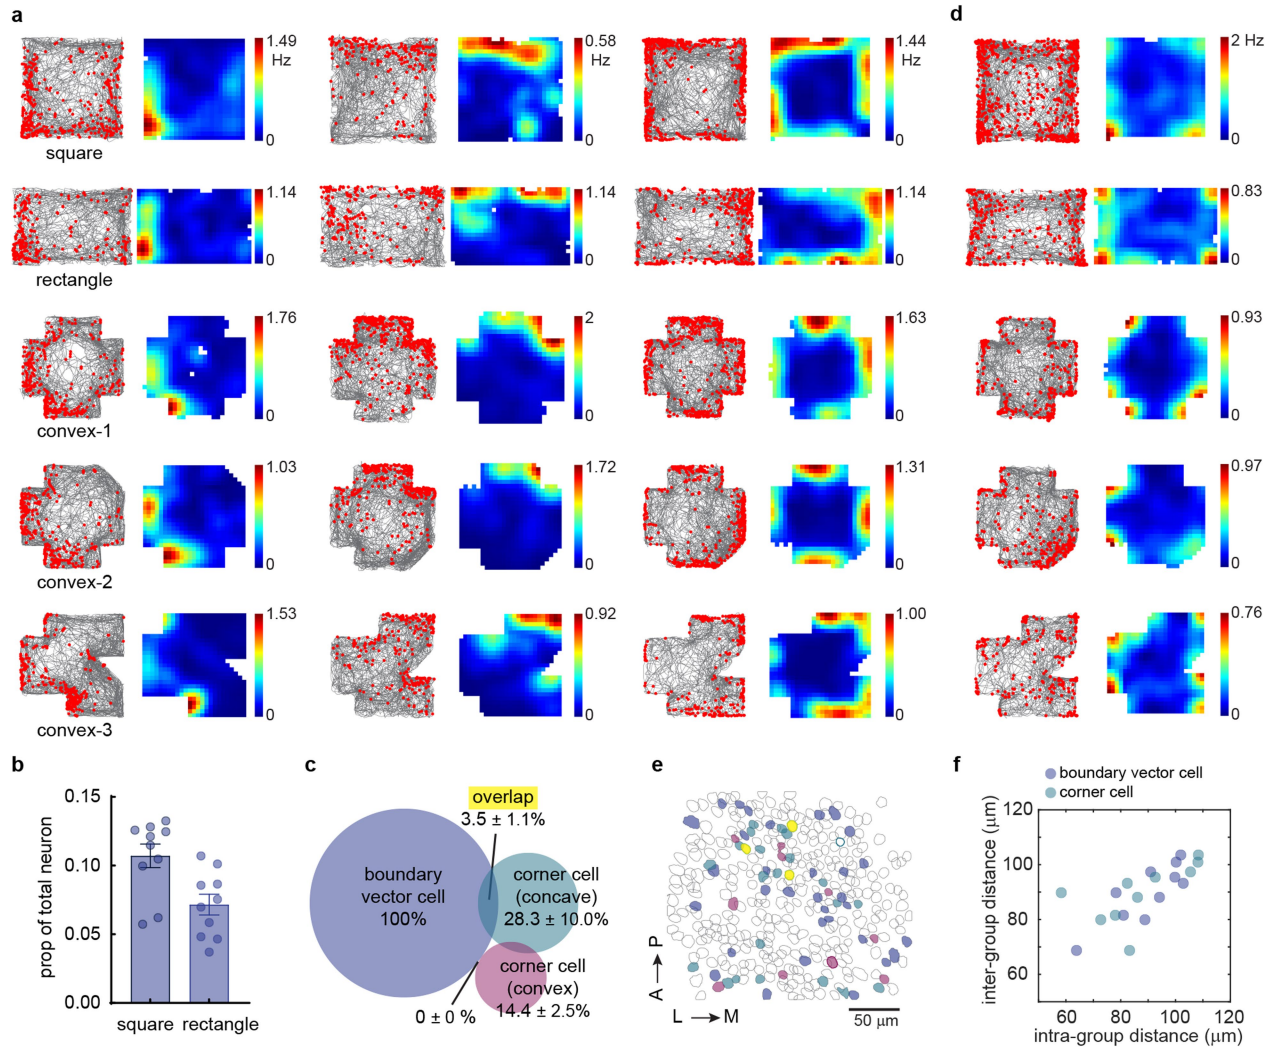 a
d
1.49
Hz
0
0.58
Hz
0
1.44
Hz
0
2 Hz
0
square
1.14
0
1.14
0
1.14
0
0.83
0
rectangle
1.76
0
2
0
1.63
0
0.93
0
convex-1
1.03
0
1.72
0
1.31
0
0.97
0
convex-2
1.53
0
0.92
0
1.00
0
0.76
0
convex-3
b
prop of total neuron
0.15
0.10
0.05
0.00
square
rectangle
c
overlap
3.5 ± 1.1%
boundary
vector cell
100%
corner cell
(concave)
28.3 ± 10.0%
corner cell
(convex)
14.4 ± 2.5%
0 ± 0 %
e
A → P
L → M
50 μm
f
boundary vector cell
corner cell
inter-group distance (μm)
120
100
80
60
60
80
100
120
intra-group distance (μm)